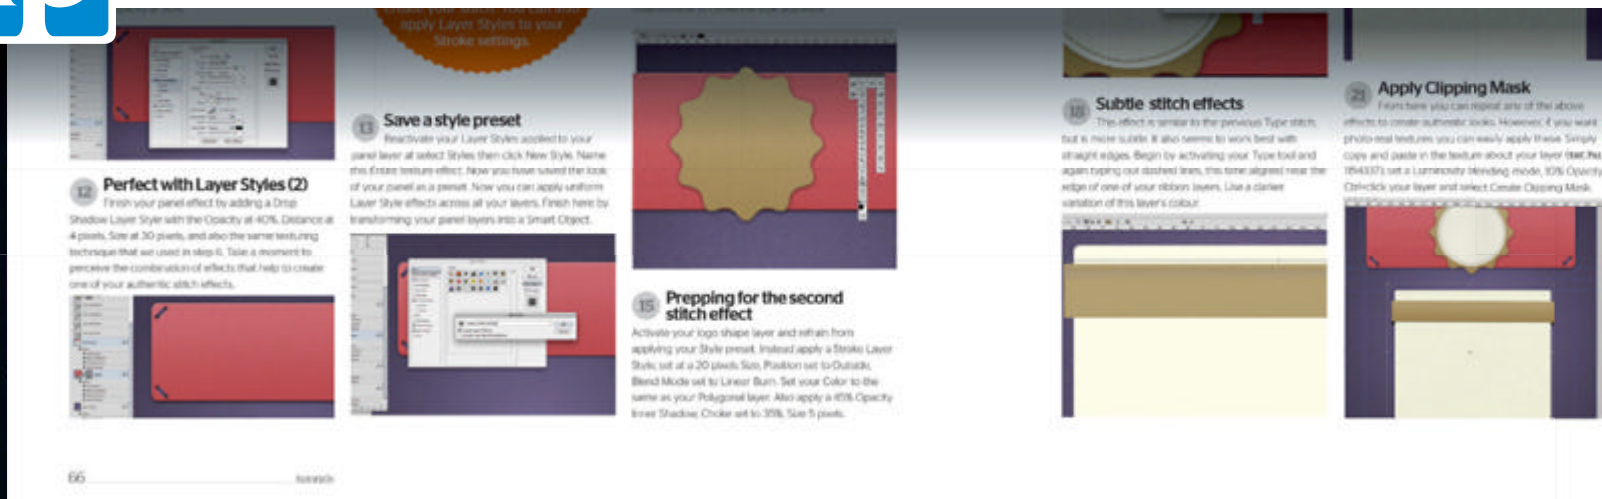 Create your stitch. You can also
apply Layer Styles to your
Stroke settings.
12 Perfect with Layer Styles (2)
Finish your panel effect by adding a Drop
Shadow Layer Style with the Opacity at 40%, Distance at
4 pixels, Size at 30 pixels, and also the same texturing
technique that we used in step 6. Take a moment to
perceive the combination of effects that help to create
one of your authentic stitch effects.
13 Save a style preset
Reactivate your Layer Styles applied to your
panel layer at select Styles then click New Style. Name
this Entire texture effect. Now you have saved the look
of your panel as a preset. Now you can apply uniform
Layer Style effects across all your layers. Finish here by
transforming your panel layers into a Smart Object.
15 Prepping for the second
stitch effect
Activate your logo shape layer and refrain from
applying your Style preset. Instead apply a Stroke Layer
Style, set at a 20 pixels Size, Position set to Outside,
Blend Mode set to Linear Burn. Set your Color to the
same as your Polygonal layer. Also apply a 45% Opacity
Inner Shadow, Choke set to 35%, Size 5 pixels.
18 Subtle stitch effects
This effect is similar to the previous Type stitch,
but is more subtle. It also seems to work best with
straight edges. Begin by activating your Type tool and
again typing out dashed lines, this time aligned near the
edge of one of your ribbon layers. Use a darker
variation of this layer's colour.
21 Apply Clipping Mask
From here you can repeat any of the above
effects to create authentic looks. However, if you want
photo-real textures you can easily apply these. Simply
copy and paste in the texture about your layer
set a Luminosity blending mode, 10% Opacity
Ctrl-click your layer and select Create Clipping Mask.
66
tutorials